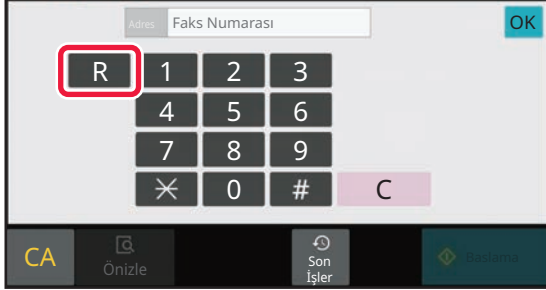 Adres Faks Numarası OK
R 1 2 3
4 5 6
7 8 9
* 0 # C
CA Önizle Son Başlama
İşler